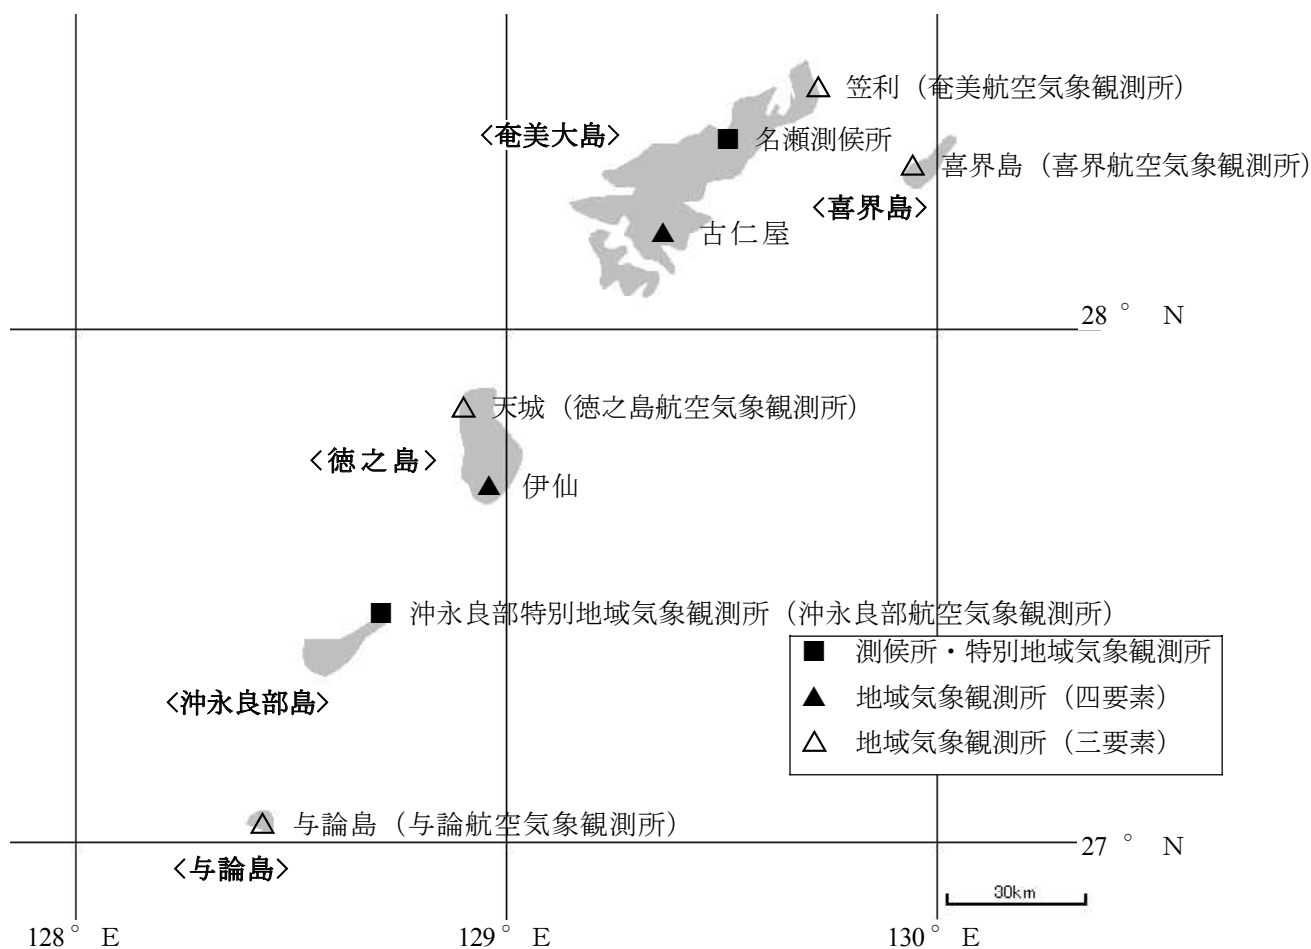 笠利（奄美航空気象観測所）
<奄美大島>
名瀬測候所
喜界島（喜界航空気象観測所）
<喜界島>
古仁屋
28° N
天城（徳之島航空気象観測所）
<徳之島>
伊仙
沖永良部特別地域気象観測所（沖永良部航空気象観測所）
測候所・特別地域気象観測所
<沖永良部島>
地域気象観測所（四要素）
地域気象観測所（三要素）
与論島（与論航空気象観測所）
27° N
<与論島>
30km
128° E
129° E
130° E